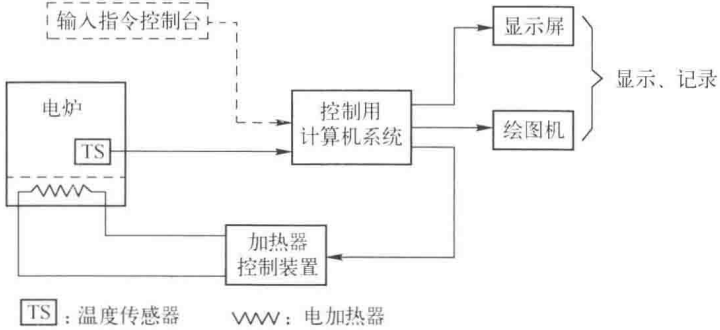 输入指令控制台
显示屏
显示、记录
电炉
控制用
计算机系统
绘图机
TS
加热器
控制装置
TS：温度传感器
：电加热器